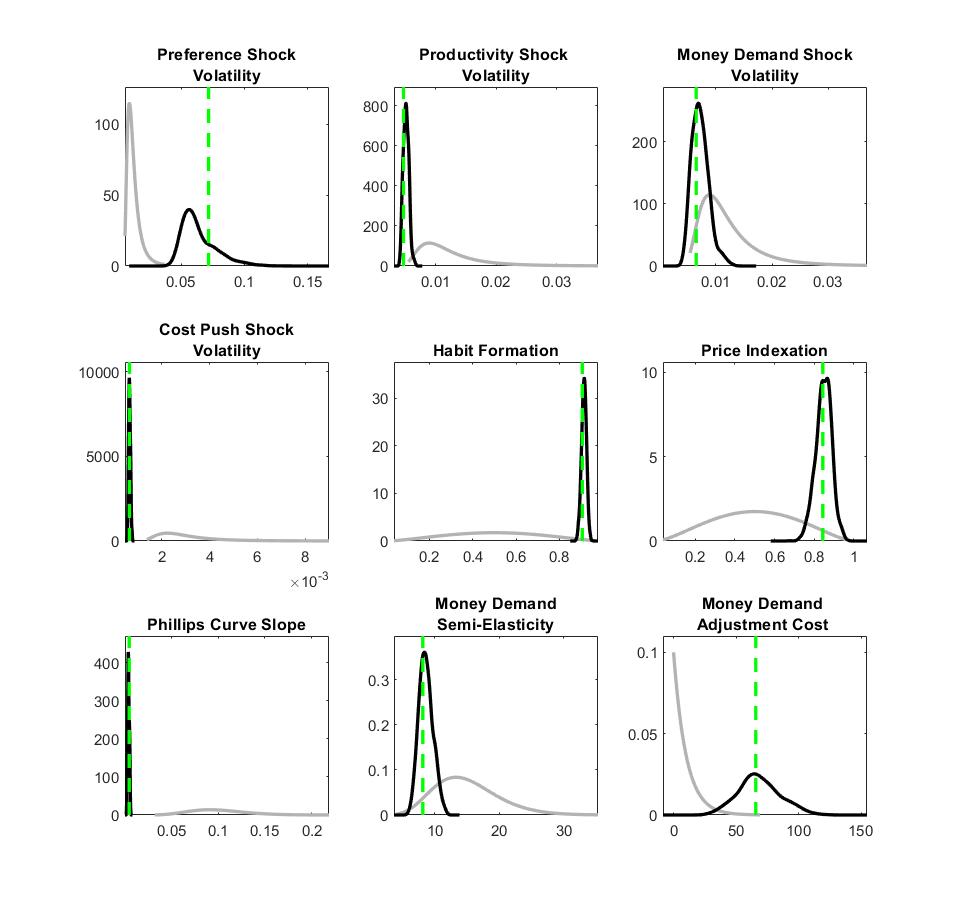 Preference Shock
Volatility
100
50
0
0.05 0.1 0.15
Productivity Shock
Volatility
800
600
400
200
0
0.01 0.02 0.03
Money Demand Shock
Volatility
200
100
0
0.01 0.02 0.03
Cost Push Shock
Volatility
10000
5000
0
2 4 6 8
×10-3
Habit Formation
30
20
10
0
0.2 0.4 0.6 0.8
Price Indexation
10
5
0
0.2 0.4 0.6 0.8 1
Phillips Curve Slope
400
300
200
100
0
0.05 0.1 0.15 0.2
Money Demand
Semi-Elasticity
0.3
0.2
0.1
0
10 20 30
Money Demand
Adjustment Cost
0.1
0.05
0
0 50 100 150